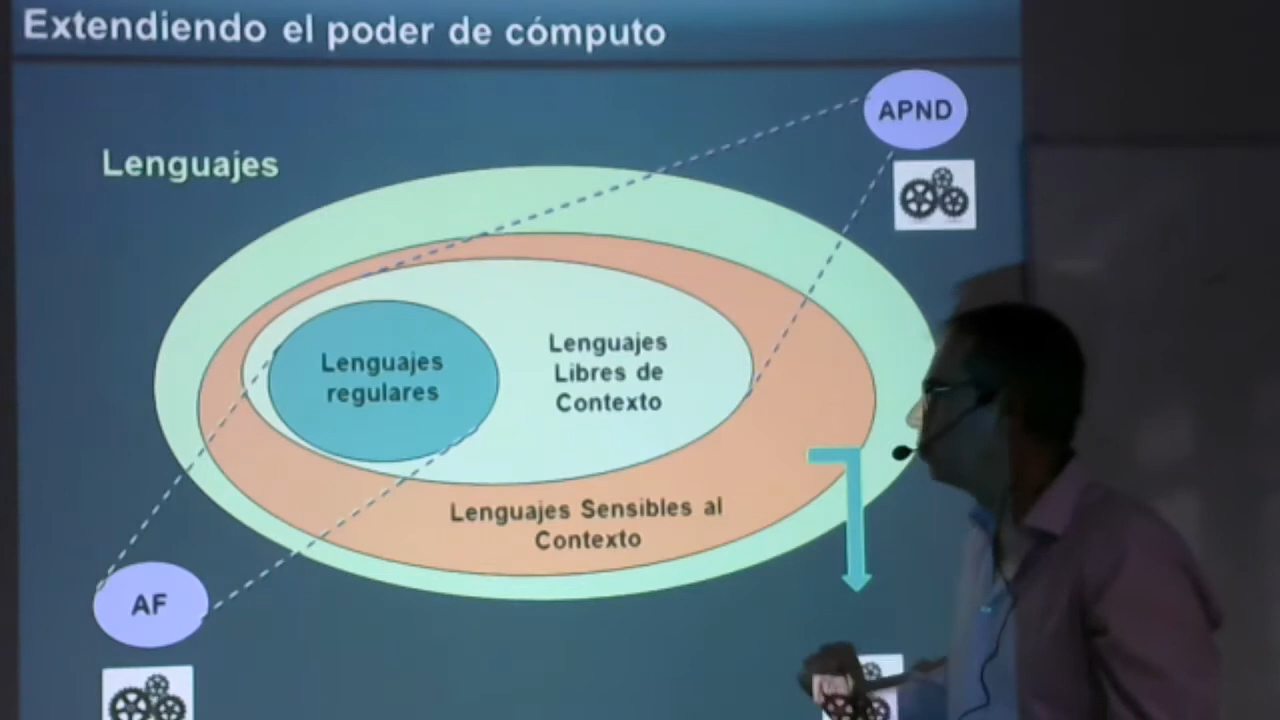 Extendiendo el poder de cómputo
APND
Lenguajes
Lenguajes
regulares
Lenguajes
Libres de
Contexto
Lenguajes Sensibles al
Contexto
AF